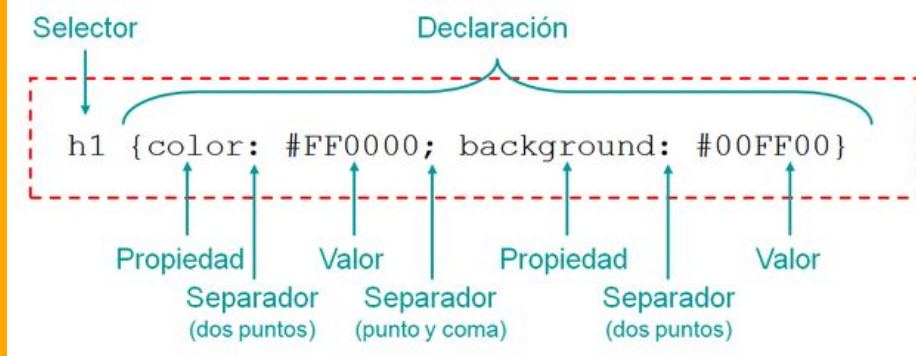 Selector Declaración
h1 {color: #FF0000; background: #00FF00}
Propiedad Valor Propiedad Valor
Separador Separador Separador
(dos puntos) (punto y coma) (dos puntos)